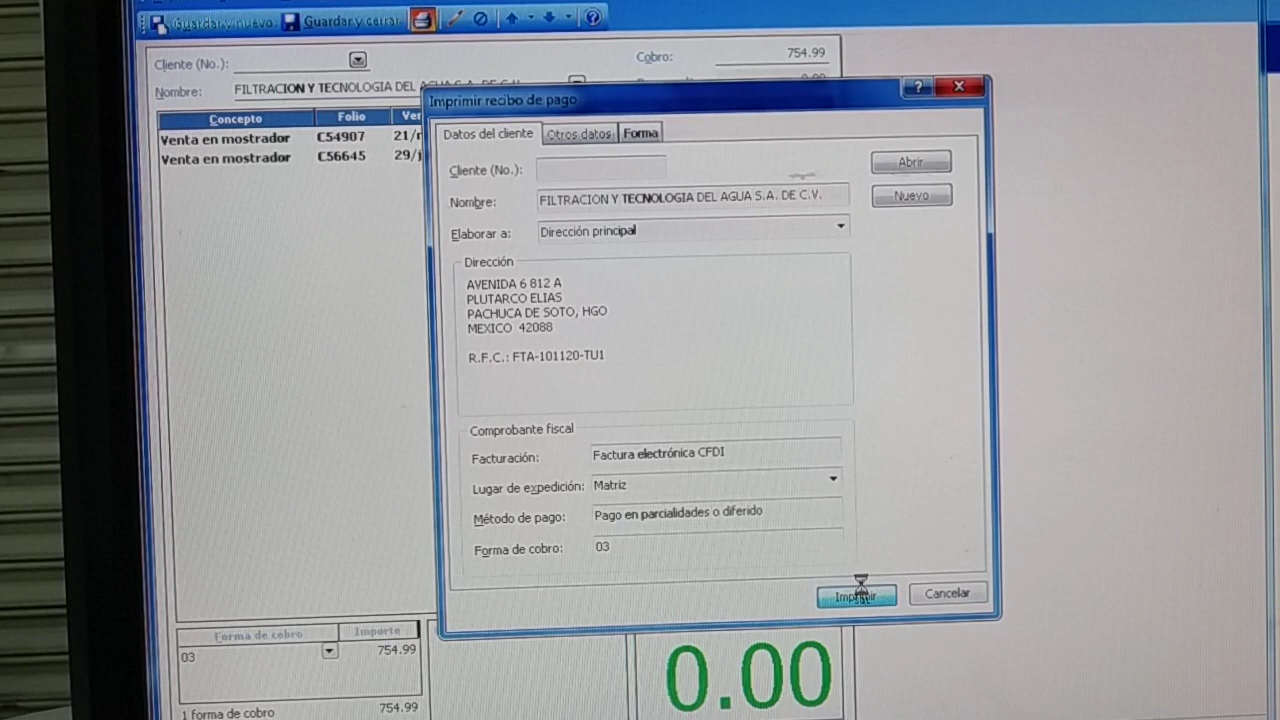 Guardar y nuevo Guardar y cerrar
Cliente (No.): Cobro: 754.99
Nombre: FILTRACION Y TECNOLOGIA DEL
Concepto Folio Ver
Venta en mostrador C54907 21/
Venta en mostrador C56645 29/
Imprimir recibo de pago
Datos del cliente Otros datos Forma
Cliente (No.): Abrir
Nombre: FILTRACION Y TECNOLOGIA DEL AGUA S.A. DE C.V. Nuevo
Elaborar a: Dirección principal
Dirección
AVENIDA 6 812 A
PLUTARCO ELIAS
PACHUCA DE SOTO, HGO
MEXICO 42088
R.F.C.: FTA-101120-TU1
Comprobante fiscal
Facturación: Factura electrónica CFDI
Lugar de expedición: Matriz
Método de pago: Pago en parcialidades o diferido
Forma de cobro: 03
Imprimir Cancelar
Forma de cobro Importe
03 754.99
1 forma de cobro 754.99
0.00